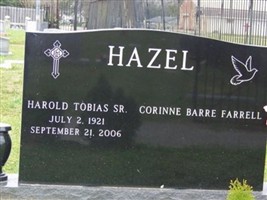 HAZEL
HAROLD TOBIAS SR. CORINNE BARRE FARRELL
JULY 2. 1921
SEPTEMBER 21. 2006